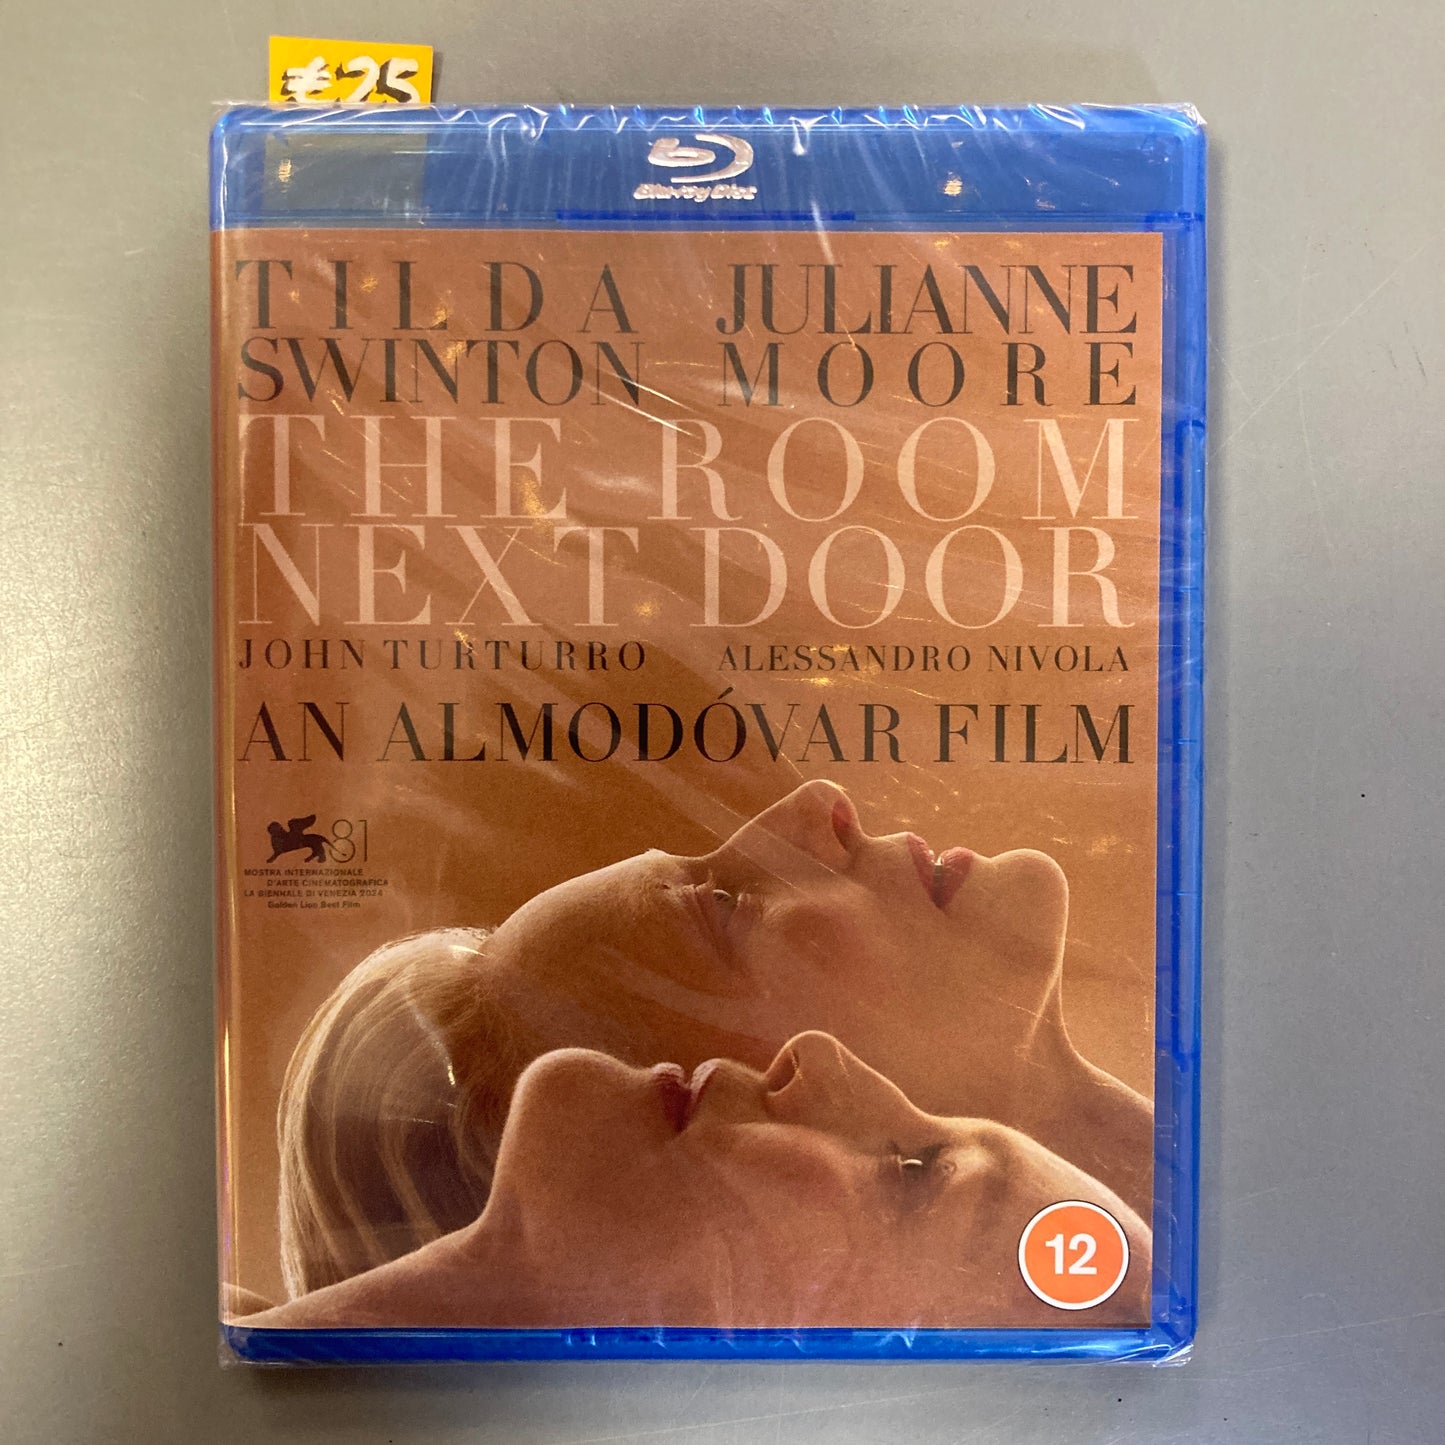 €25
Blu-ray Disc
TILDA JULIANNE
SWINTON MOORE
THE ROOM
NEXT DOOR
JOHN TURTURRO ALESSANDRO NIVOLA
AN ALMODÓVAR FILM
81
MOSTRA INTERNAZIONALE
D'ARTE CINEMATOGRAFICA
LA BIENNALE DI VENEZIA 2024
Golden Lion Best Film
12